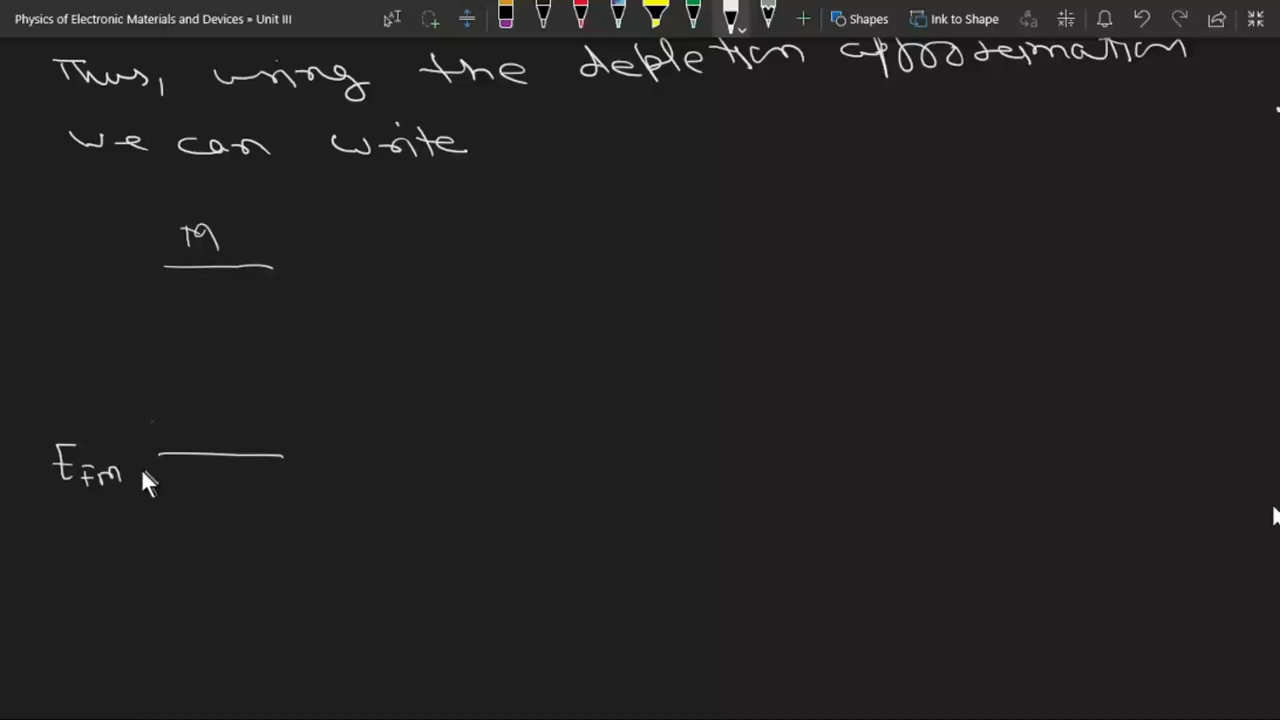 Physics of Electronic Materials and Devices » Unit III
Shapes
Ink to Shape
Thus, using the depletion approximation
we can write
M
EFm